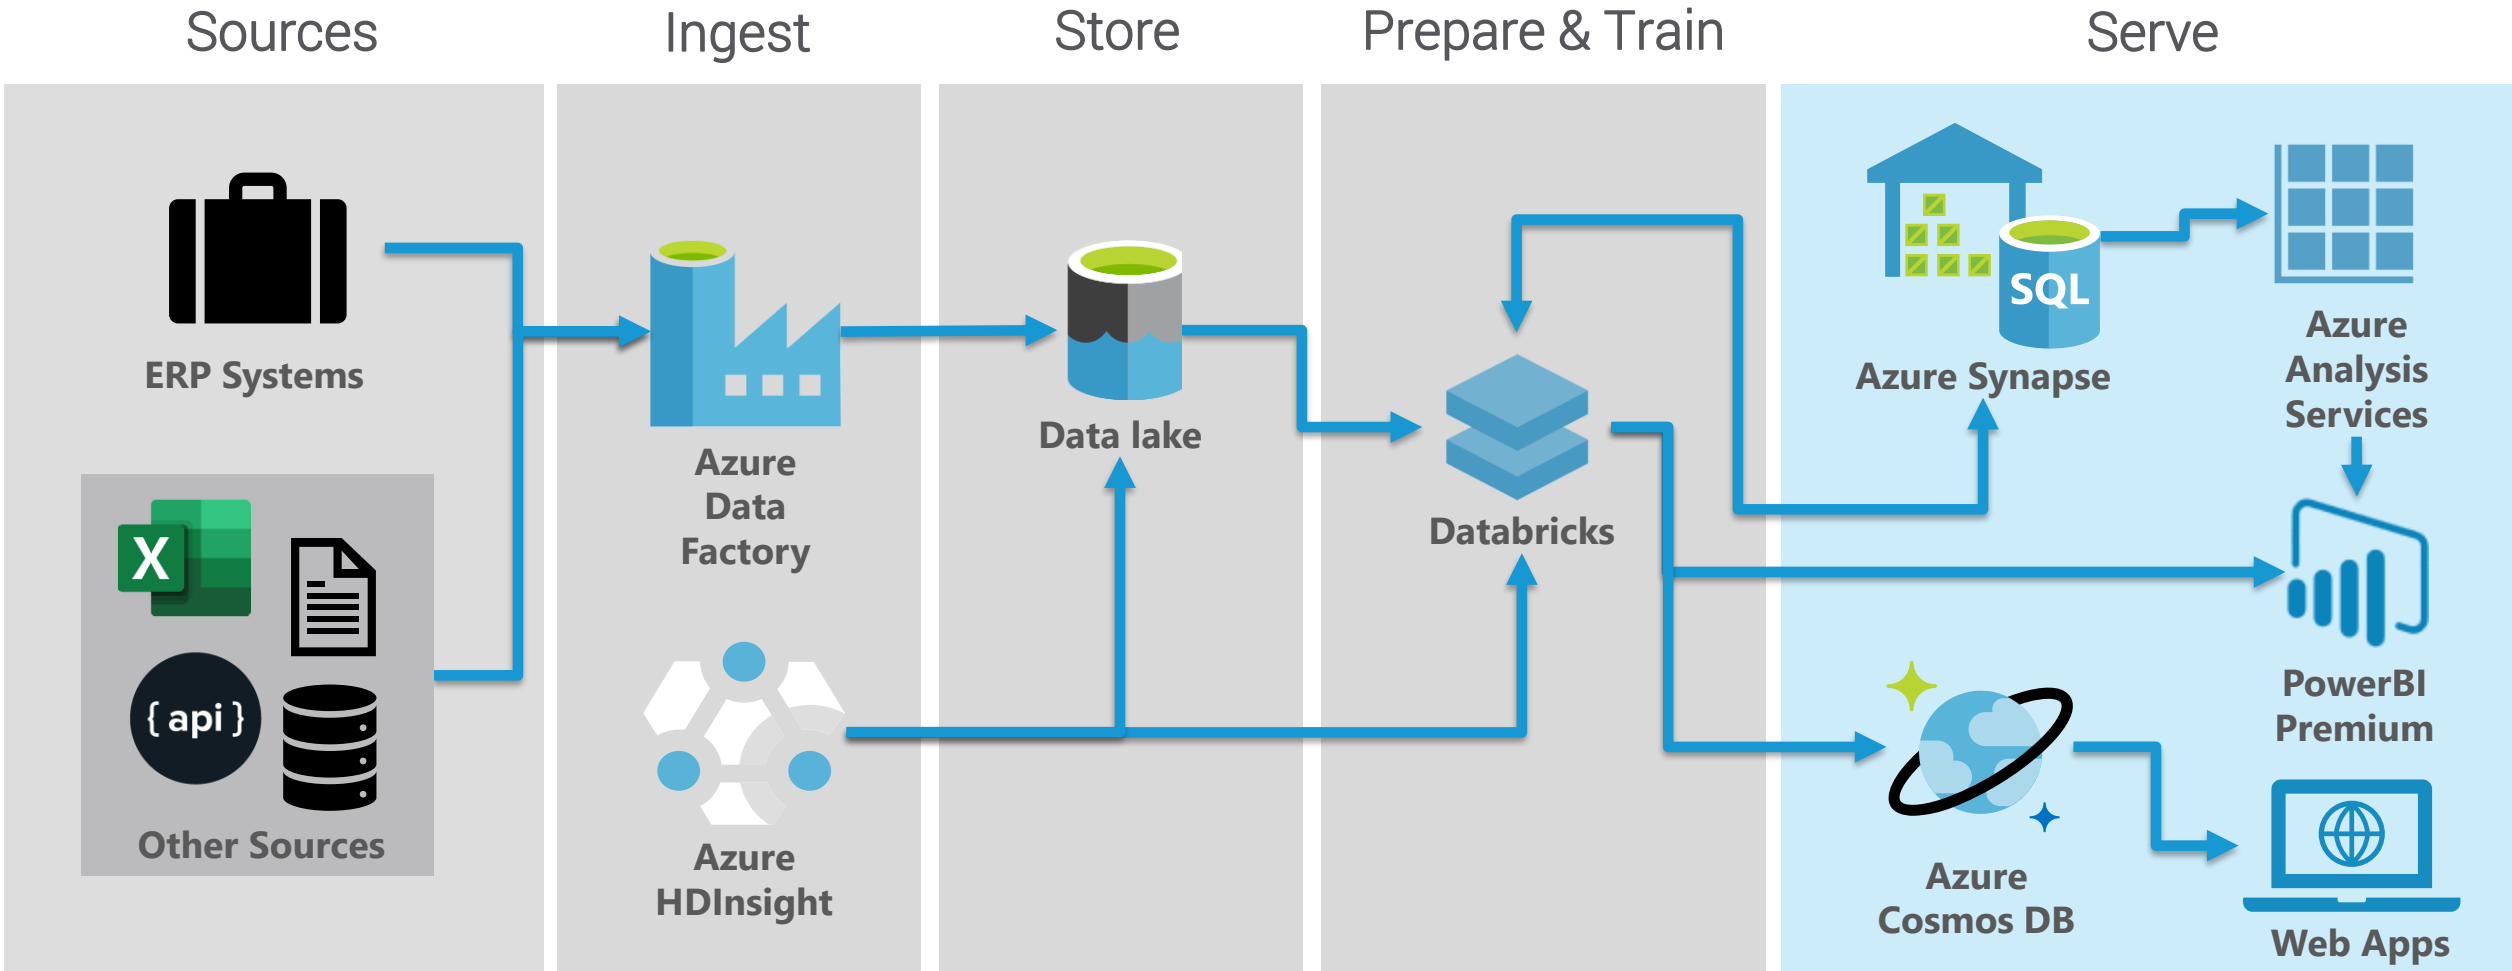 Sources
Ingest
Store
Prepare & Train
Serve
ERP Systems
X
{ api }
Other Sources
Azure
Data
Factory
Azure
HDInsight
Data lake
Databricks
SQL
Azure Synapse
Azure
Analysis
Services
PowerBI
Premium
Azure
Cosmos DB
Web Apps